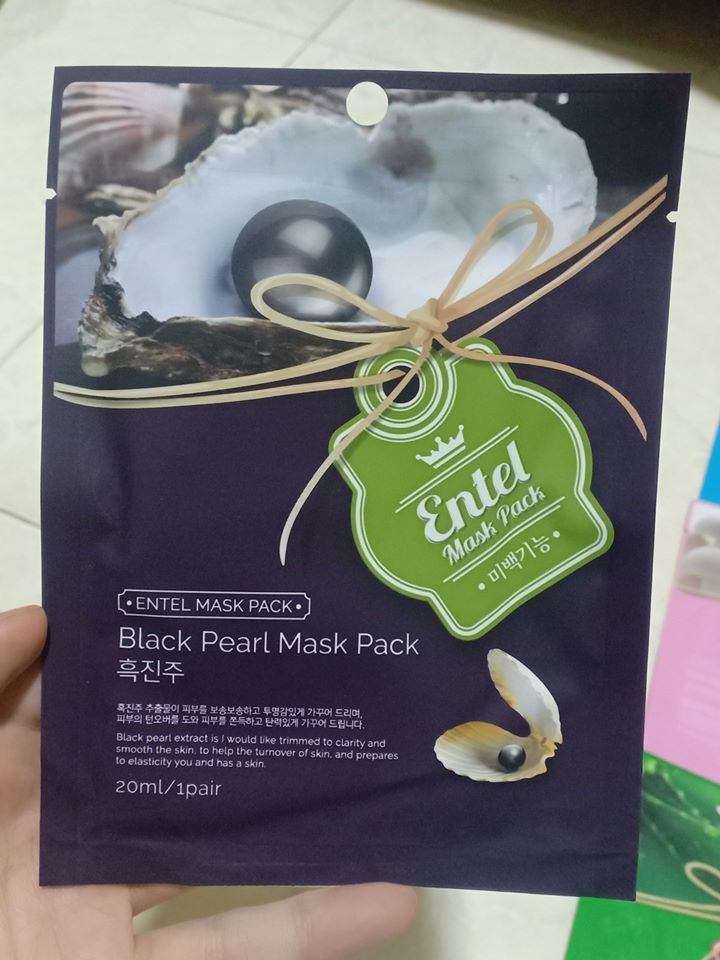 Entel
Mask Pack
• 미백기능 •
• ENTEL MASK PACK •
Black Pearl Mask Pack
흑진주
흑진주 추출물이 피부를 보송보송하고 투명감있게 가꾸어 드리며,
피부의 턴오버를 도와 피부를 쫀득하고 탄력있게 가꾸어 드립니다.
Black pearl extract is I would like trimmed to clarity and
smooth the skin, to help the turnover of skin, and prepares
to elasticity you and has a skin.
20ml/1pair